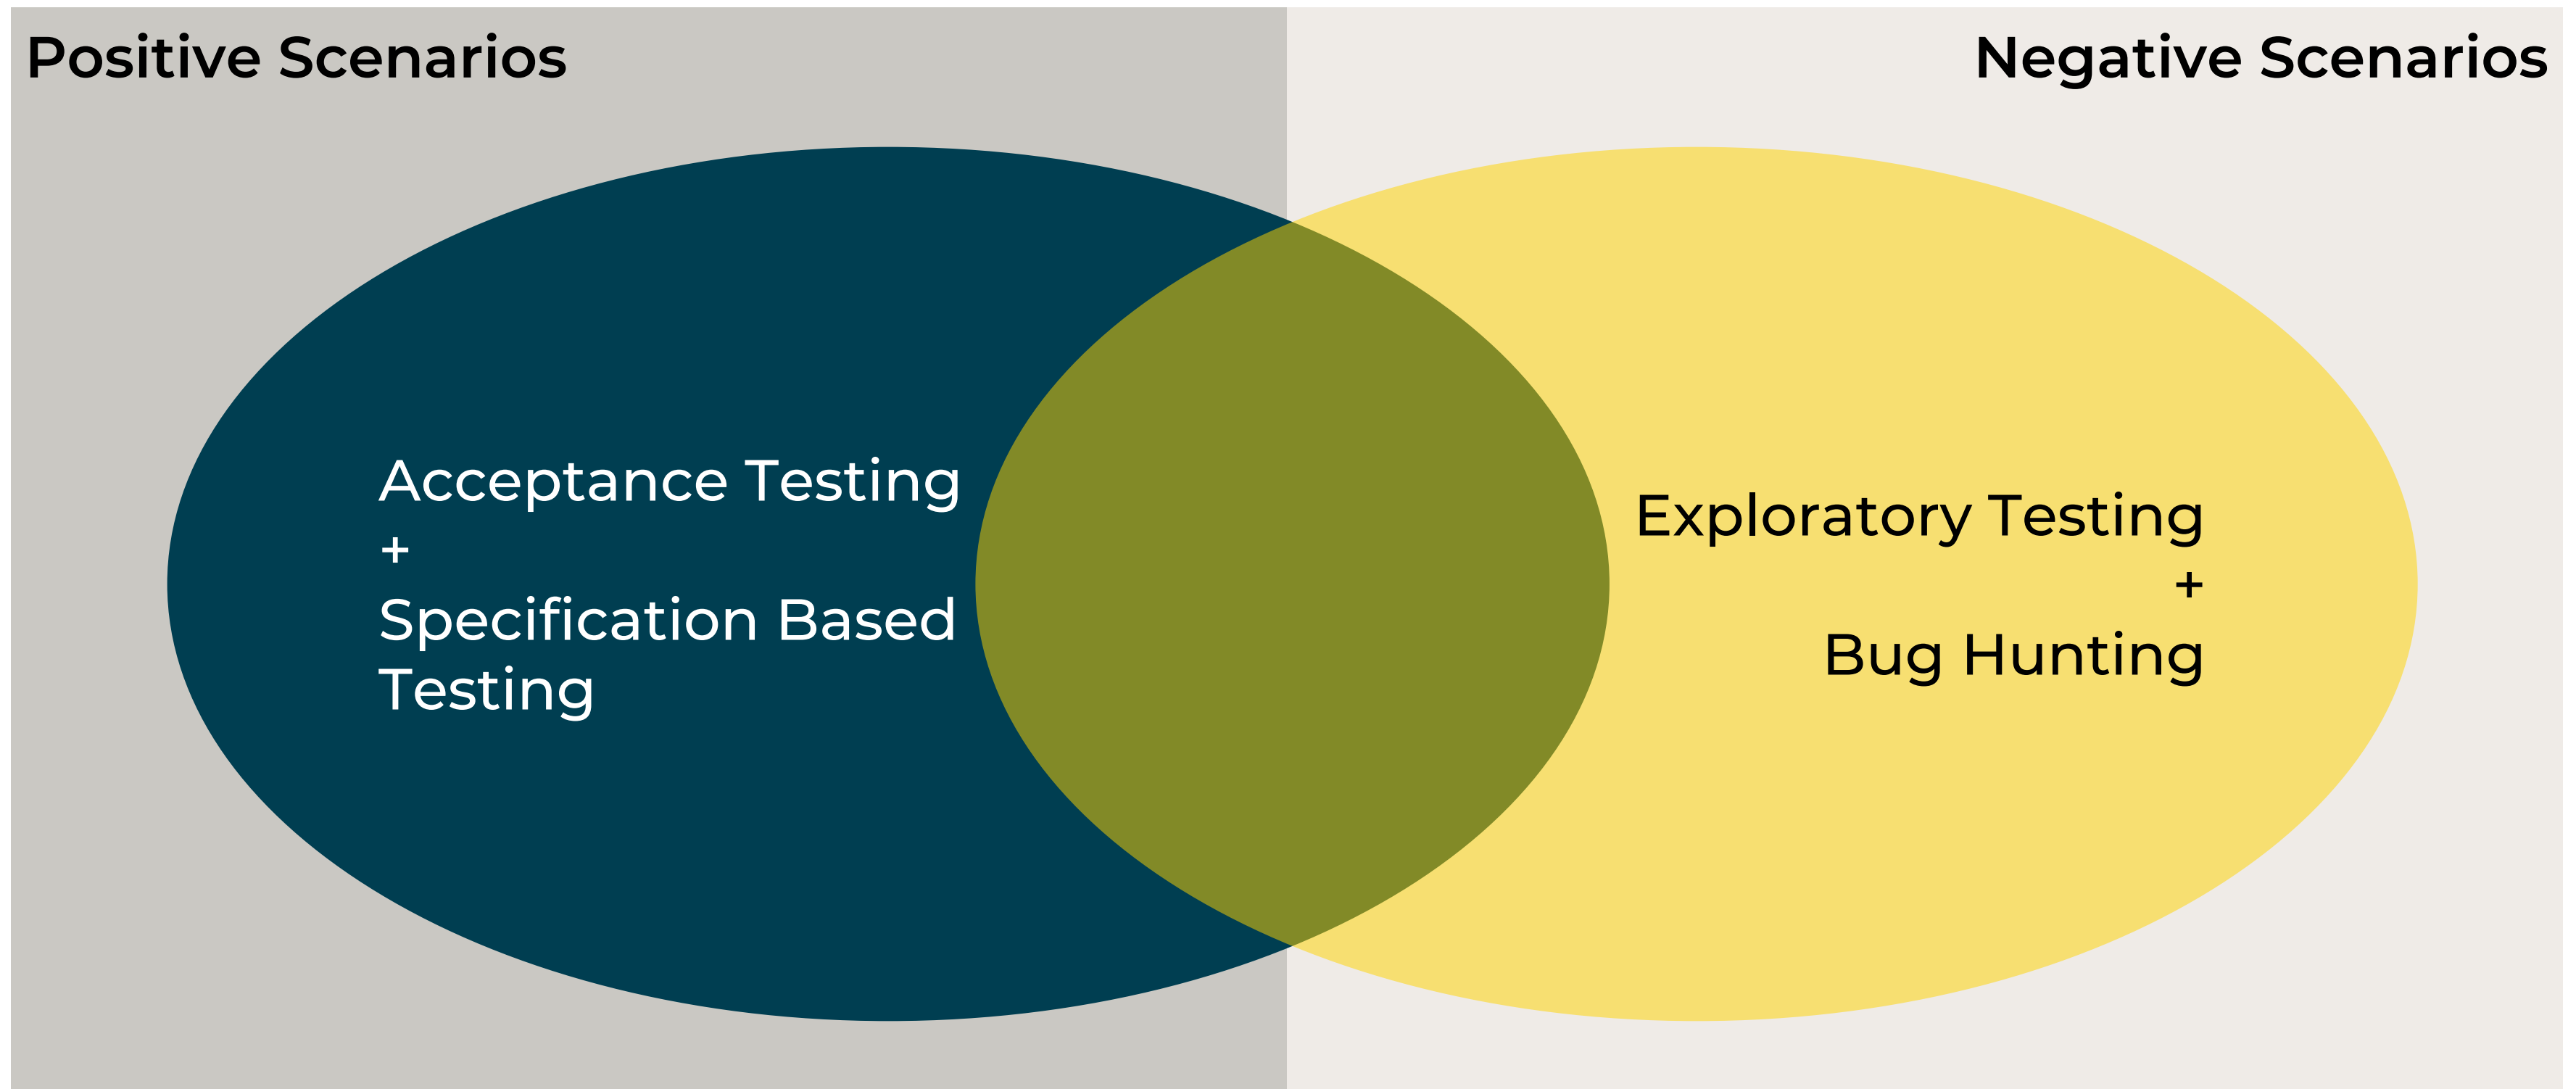 Positive Scenarios
Negative Scenarios
Acceptance Testing
+
Specification Based
Testing
Exploratory Testing
+
Bug Hunting